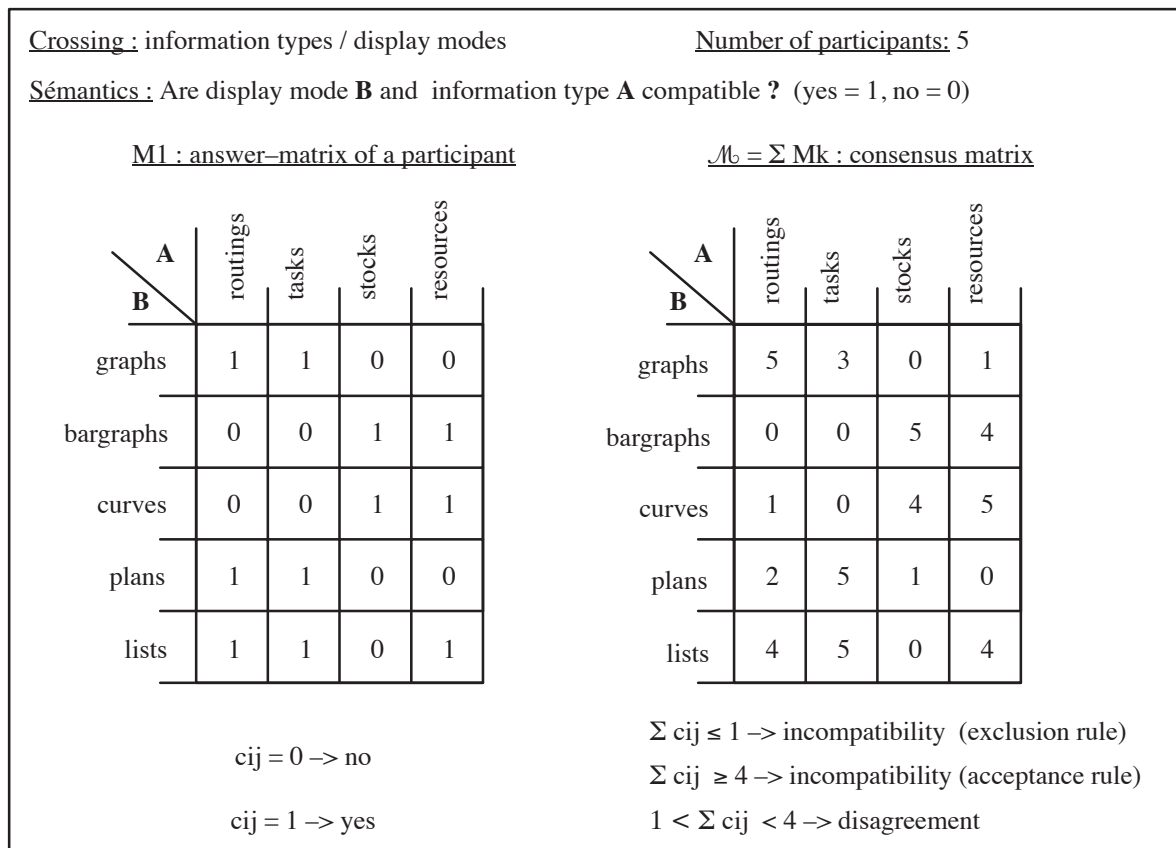 Crossing : information types / display modes
Number of participants: 5
Sémantics : Are display mode B and information type A compatible ? (yes = 1, no = 0)
M1 : answer–matrix of a participant
A
B
routings
tasks
stocks
resources
graphs 1 1 0 0
bargraphs 0 0 1 1
curves 0 0 1 1
plans 1 1 0 0
lists 1 1 0 1
cij = 0 –> no
cij = 1 –> yes
ℳ = Σ Mk : consensus matrix
A
B
routings
tasks
stocks
resources
graphs 5 3 0 1
bargraphs 0 0 5 4
curves 1 0 4 5
plans 2 5 1 0
lists 4 5 0 4
Σ cij ≤ 1 –> incompatibility (exclusion rule)
Σ cij ≥ 4 –> incompatibility (acceptance rule)
1 < Σ cij < 4 –> disagreement